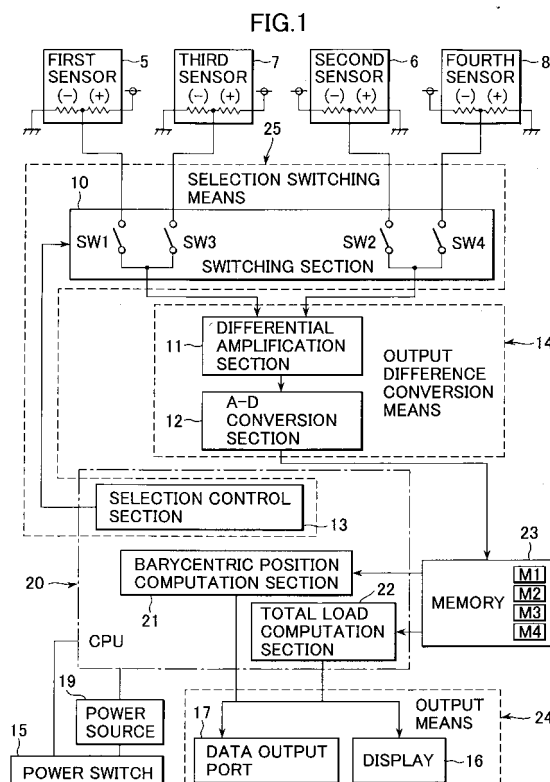 FIG.1
FIRST SENSOR
5
THIRD SENSOR
7
SECOND SENSOR
6
FOURTH SENSOR
8
(-) (+)
(-) (+)
(-) (+)
(-) (+)
25
SELECTION SWITCHING MEANS
10
SW1
SW3
SW2
SW4
SWITCHING SECTION
11
DIFFERENTIAL AMPLIFICATION SECTION
14
OUTPUT DIFFERENCE CONVERSION MEANS
12
A-D CONVERSION SECTION
SELECTION CONTROL SECTION
13
20
BARYCENTRIC POSITION COMPUTATION SECTION
21
22
TOTAL LOAD COMPUTATION SECTION
CPU
23
MEMORY
M1
M2
M3
M4
19
POWER SOURCE
15
POWER SWITCH
OUTPUT MEANS
24
17
DATA OUTPUT PORT
DISPLAY
16